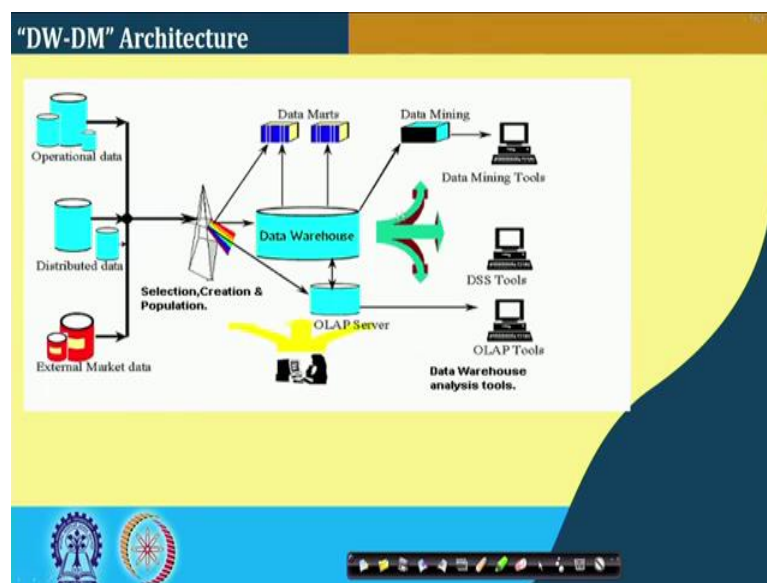 "DW-DM" Architecture
Data Marts
Data Mining
Operational data
Data Mining Tools
Data Warehouse
Distributed data
Selection,Creation &
Population.
DSS Tools
OLAP Server
OLAP Tools
External Market data
Data Warehouse
analysis tools.